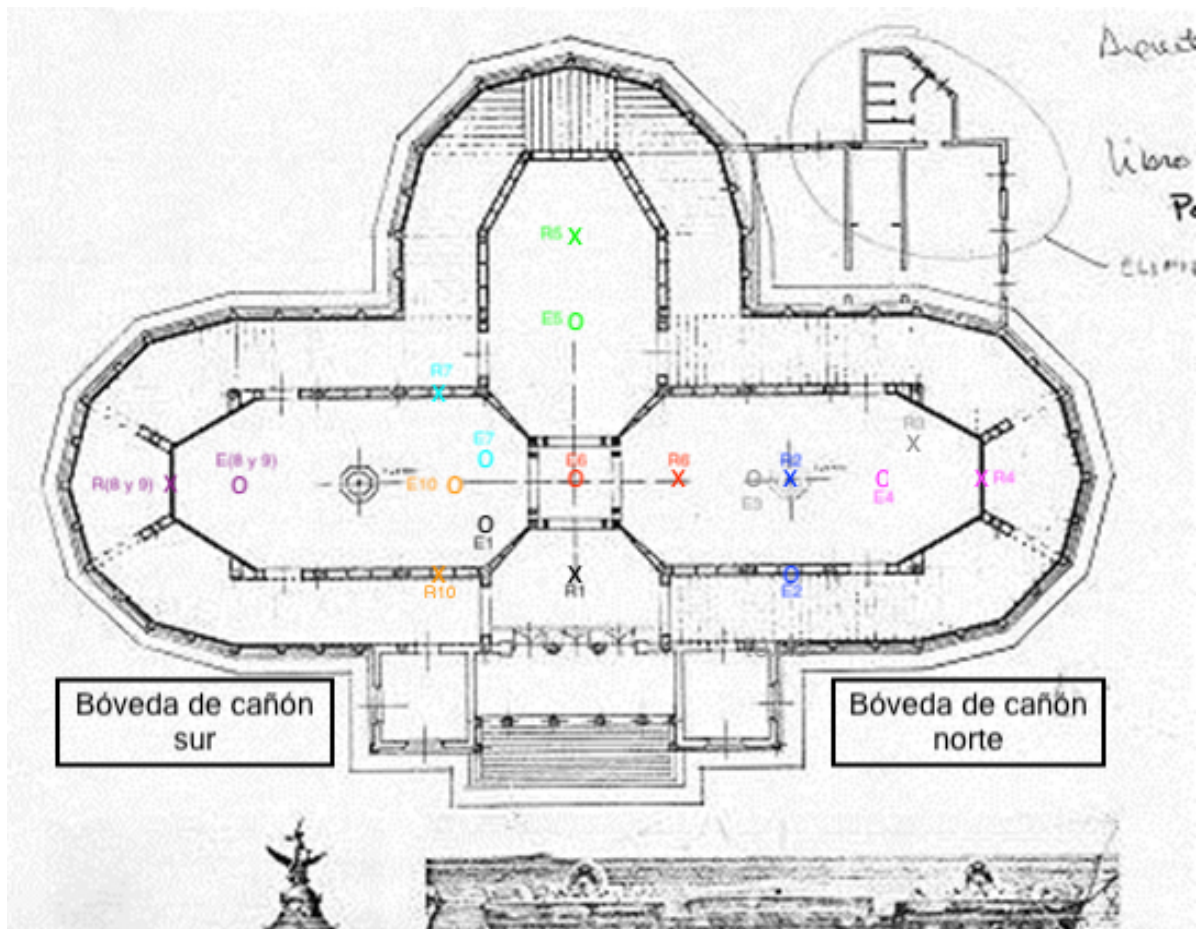 Libro
R5
E5
R7
E7
E(8 y 9)
R(8 y 9)
E10
E6
R6
R2
R3
E3
E4
R4
E1
R10
R1
E2
Bóveda de cañón
sur
Bóveda de cañón
norte